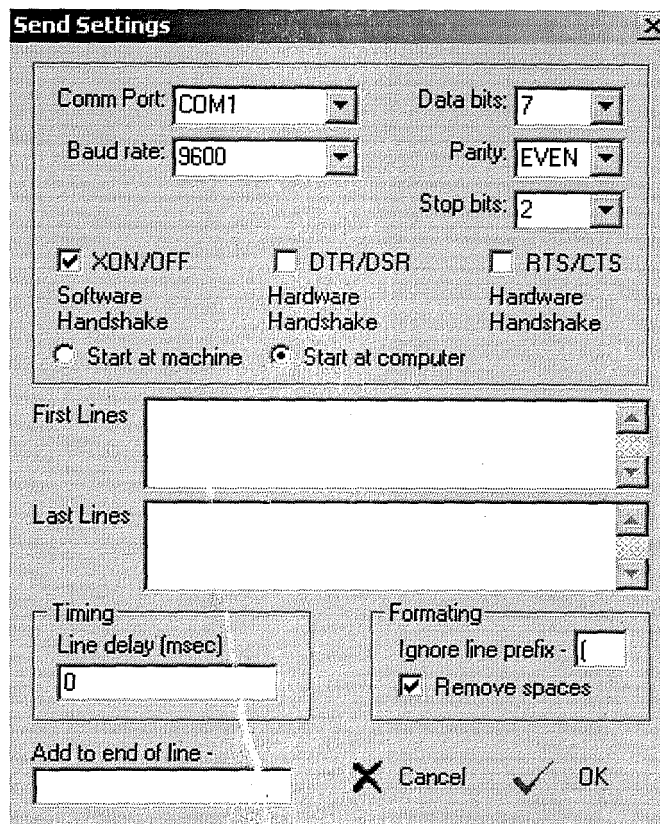 Send Settings
Comm Port: COM1
Data bits: 7
Baud rate: 9600
Parity: EVEN
Stop bits: 2
XON/OFF
DTR/DSR
RTS/CTS
Software
Handshake
Hardware
Handshake
Hardware
Handshake
Start at machine
Start at computer
First Lines
Last Lines
Timing
Line delay (msec)
0
Formating
Ignore line prefix - (
Remove spaces
Add to end of line -
Cancel
OK